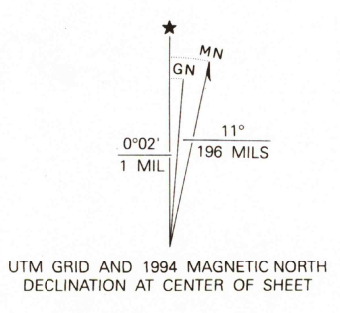 MN
GN
0°02'
1 MIL
11°
196 MILS
UTM GRID AND 1994 MAGNETIC NORTH
DECLINATION AT CENTER OF SHEET